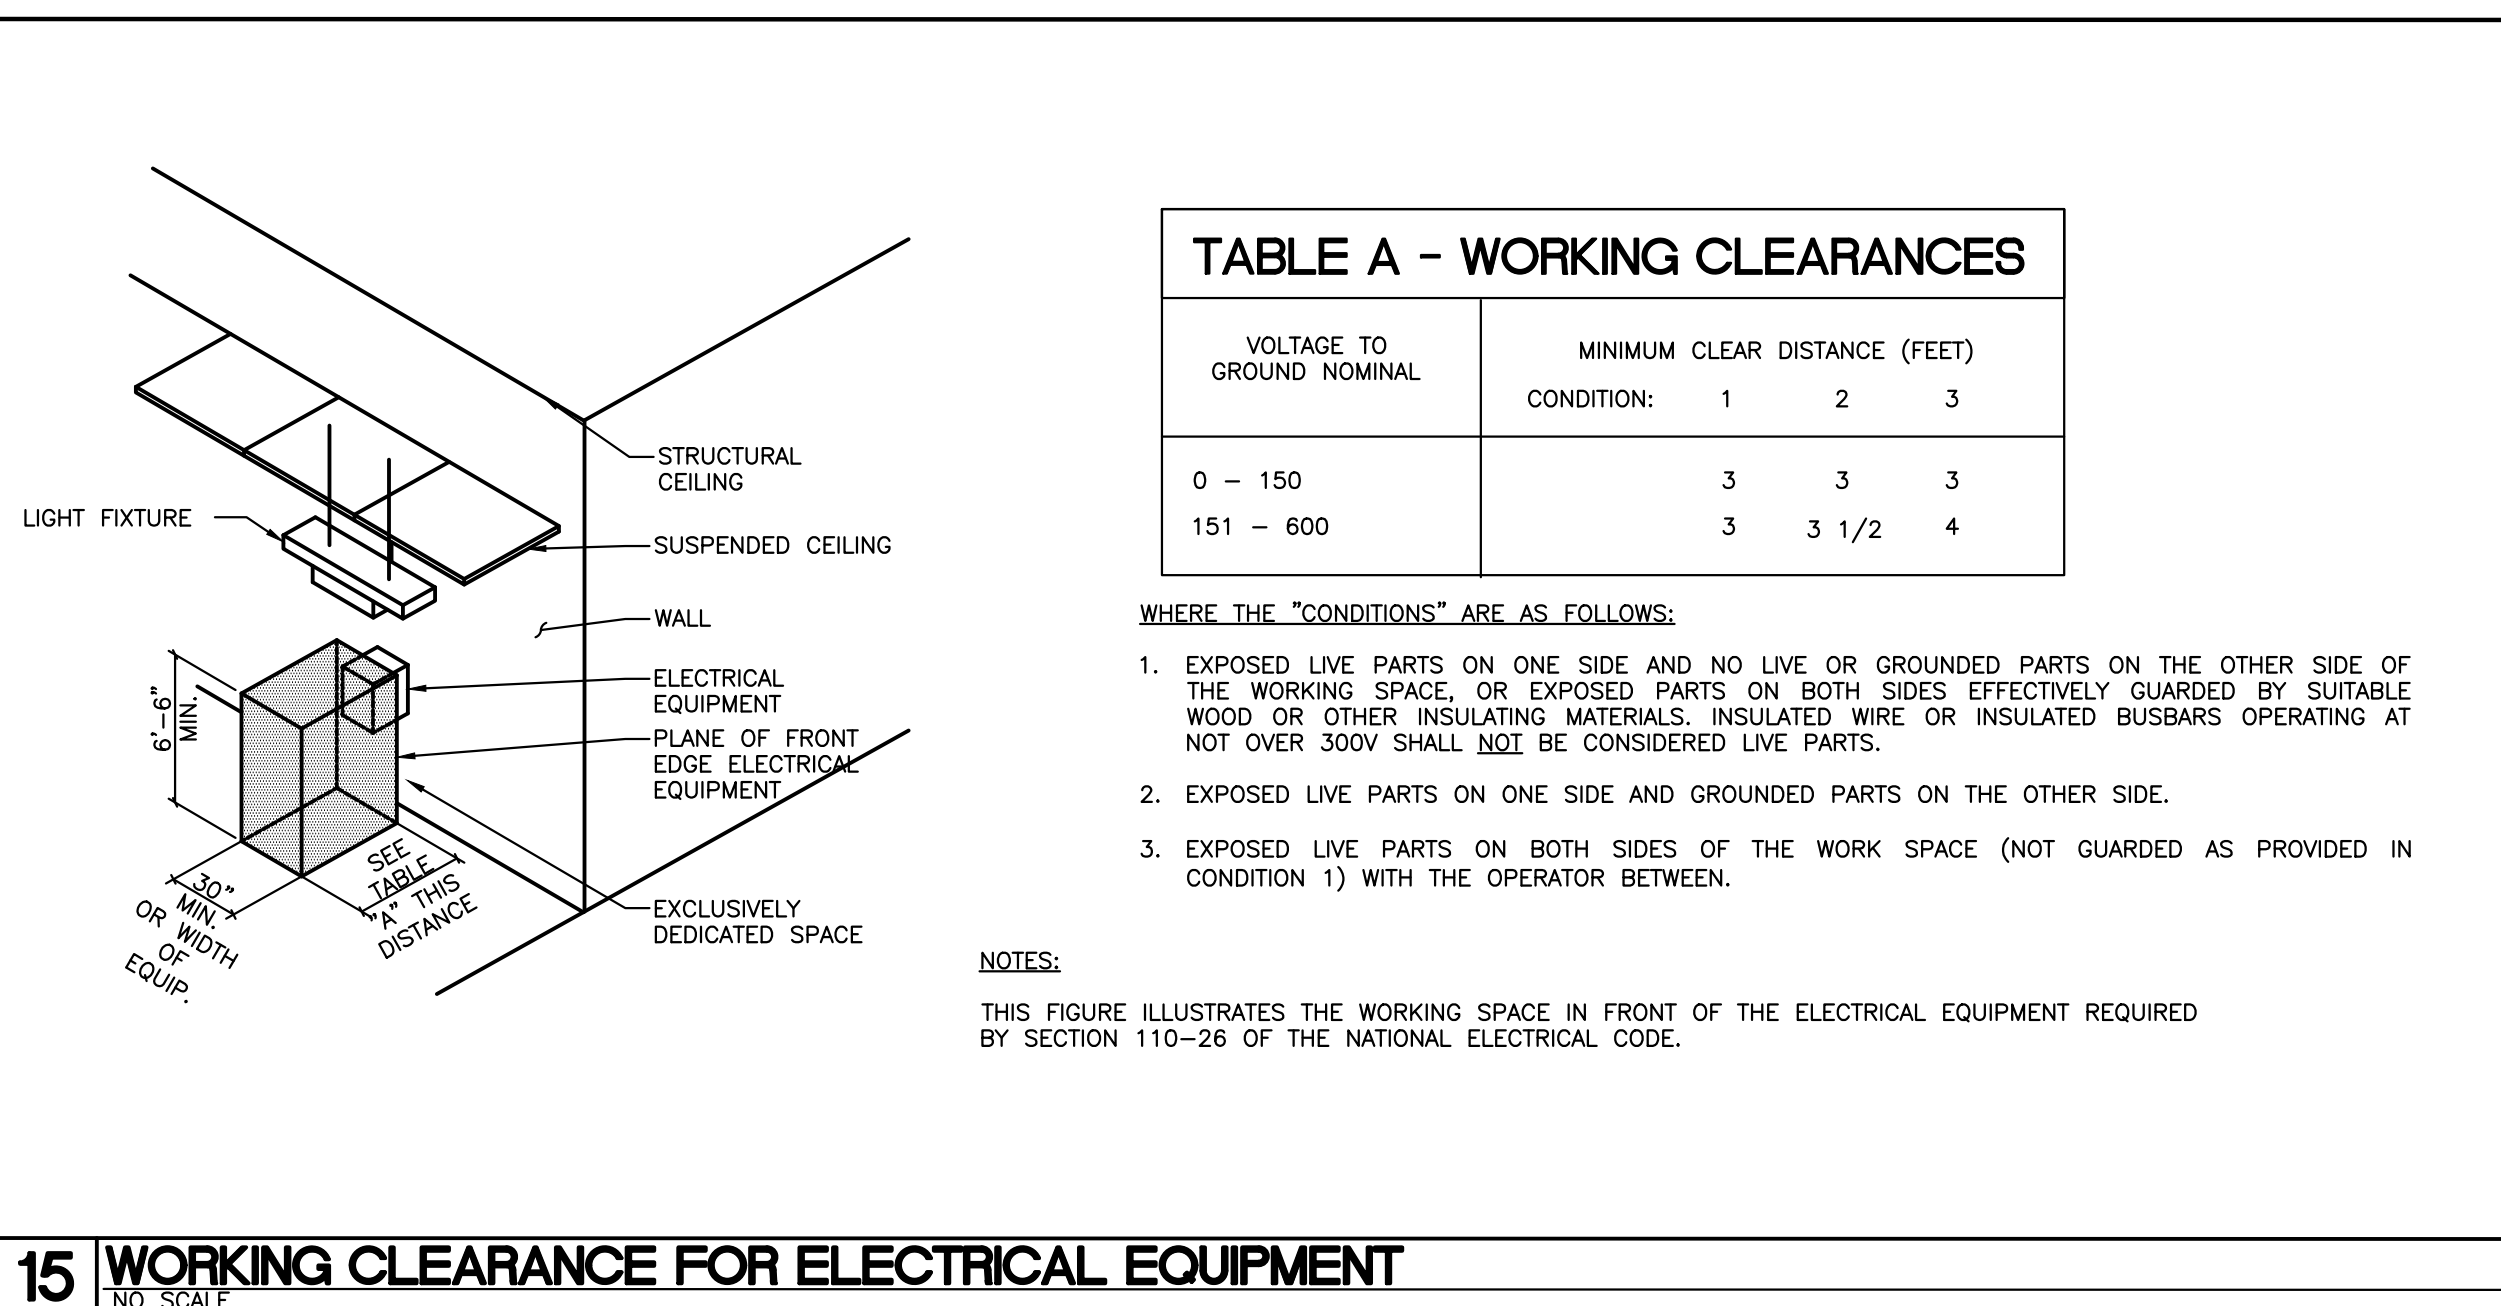 STRUCTURAL
CEILING
LIGHT FIXTURE
SUSPENDED CEILING
WALL
ELECTRICAL
EQUIPMENT
PLANE OF FRONT
EDGE ELECTRICAL
EQUIPMENT
EXCLUSIVELY
DEDICATED SPACE
6'-6"
MIN.
30"
MIN.
OR WIDTH
OF
EQUIP.
SEE
TABLE
"A" THIS
DISTANCE
TABLE A - WORKING CLEARANCES
VOLTAGE TO
GROUND NOMINAL
MINIMUM CLEAR DISTANCE (FEET)
CONDITION: 1 2 3
0 - 150 3 3 3
151 - 600 3 3 1/2 4
WHERE THE "CONDITIONS" ARE AS FOLLOWS:
1. EXPOSED LIVE PARTS ON ONE SIDE AND NO LIVE OR GROUNDED PARTS ON THE OTHER SIDE OF
THE WORKING SPACE, OR EXPOSED PARTS ON BOTH SIDES EFFECTIVELY GUARDED BY SUITABLE
WOOD OR OTHER INSULATING MATERIALS. INSULATED WIRE OR INSULATED BUSBARS OPERATING AT
NOT OVER 300V SHALL NOT BE CONSIDERED LIVE PARTS.
2. EXPOSED LIVE PARTS ON ONE SIDE AND GROUNDED PARTS ON THE OTHER SIDE.
3. EXPOSED LIVE PARTS ON BOTH SIDES OF THE WORK SPACE (NOT GUARDED AS PROVIDED IN
CONDITION 1) WITH THE OPERATOR BETWEEN.
NOTES:
THIS FIGURE ILLUSTRATES THE WORKING SPACE IN FRONT OF THE ELECTRICAL EQUIPMENT REQUIRED
BY SECTION 110-26 OF THE NATIONAL ELECTRICAL CODE.
15 WORKING CLEARANCE FOR ELECTRICAL EQUIPMENT
NO SCALE